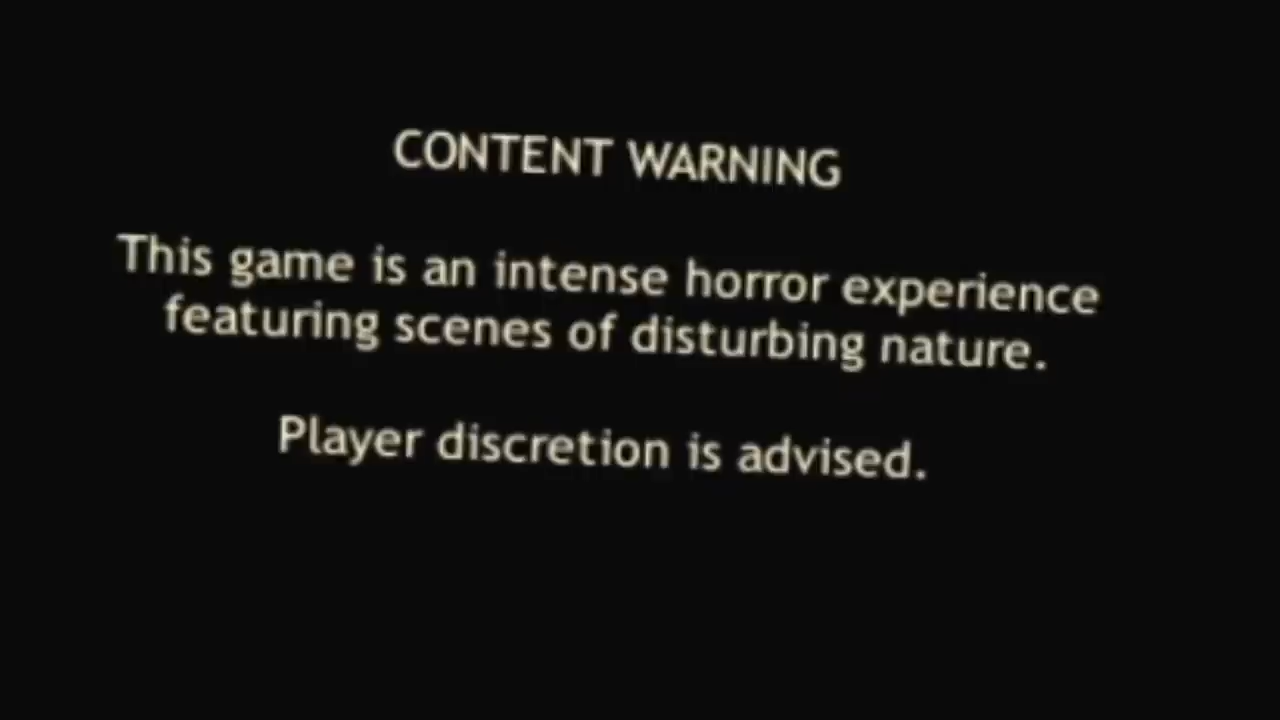 CONTENT WARNING
This game is an intense horror experience
featuring scenes of disturbing nature.
Player discretion is advised.